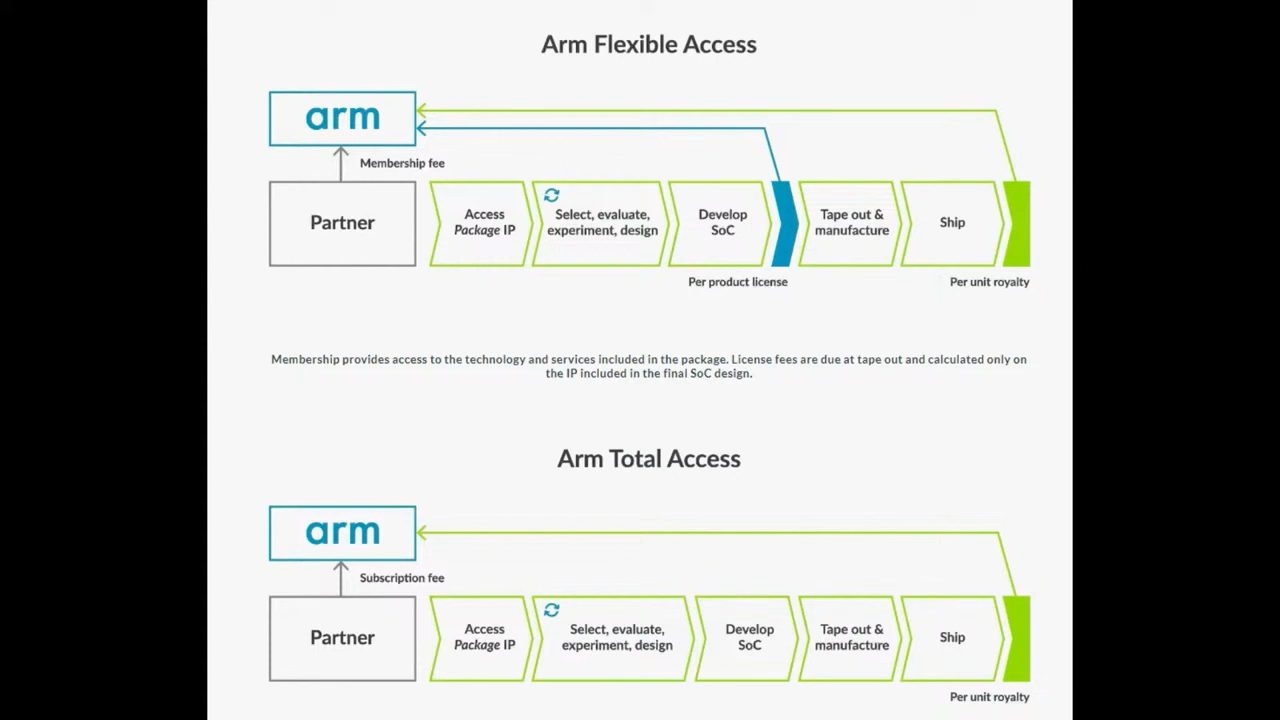 Arm Flexible Access
arm
Membership fee
Partner
Access
Package IP
Select, evaluate,
experiment, design
Develop
SoC
Tape out &
manufacture
Ship
Per product license
Per unit royalty
Membership provides access to the technology and services included in the package. License fees are due at tape out and calculated only on
the IP included in the final SoC design.
Arm Total Access
arm
Subscription fee
Partner
Access
Package IP
Select, evaluate,
experiment, design
Develop
SoC
Tape out &
manufacture
Ship
Per unit royalty